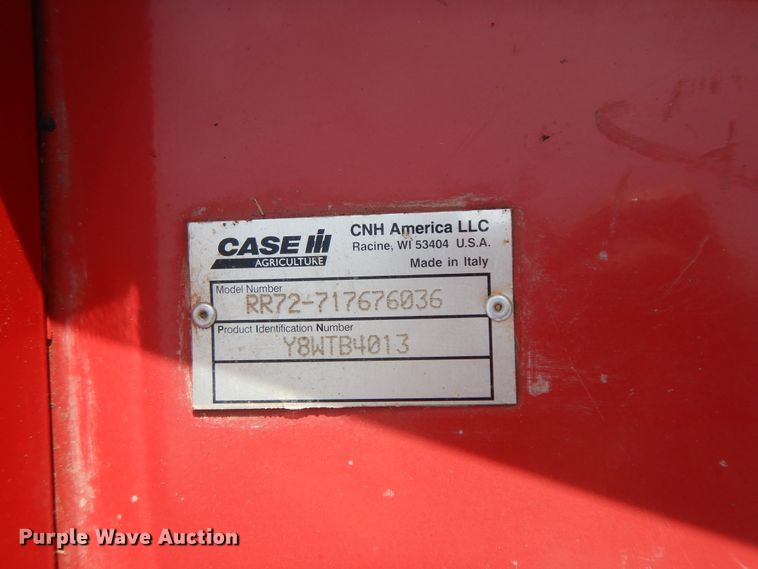 CASE IH
AGRICULTURE
CNH America LLC
Racine, WI 53404 U.S.A.
Made in Italy
Model Number
RR72-717676036
Product Identification Number
Y8WTB4013
Purple Wave Auction®